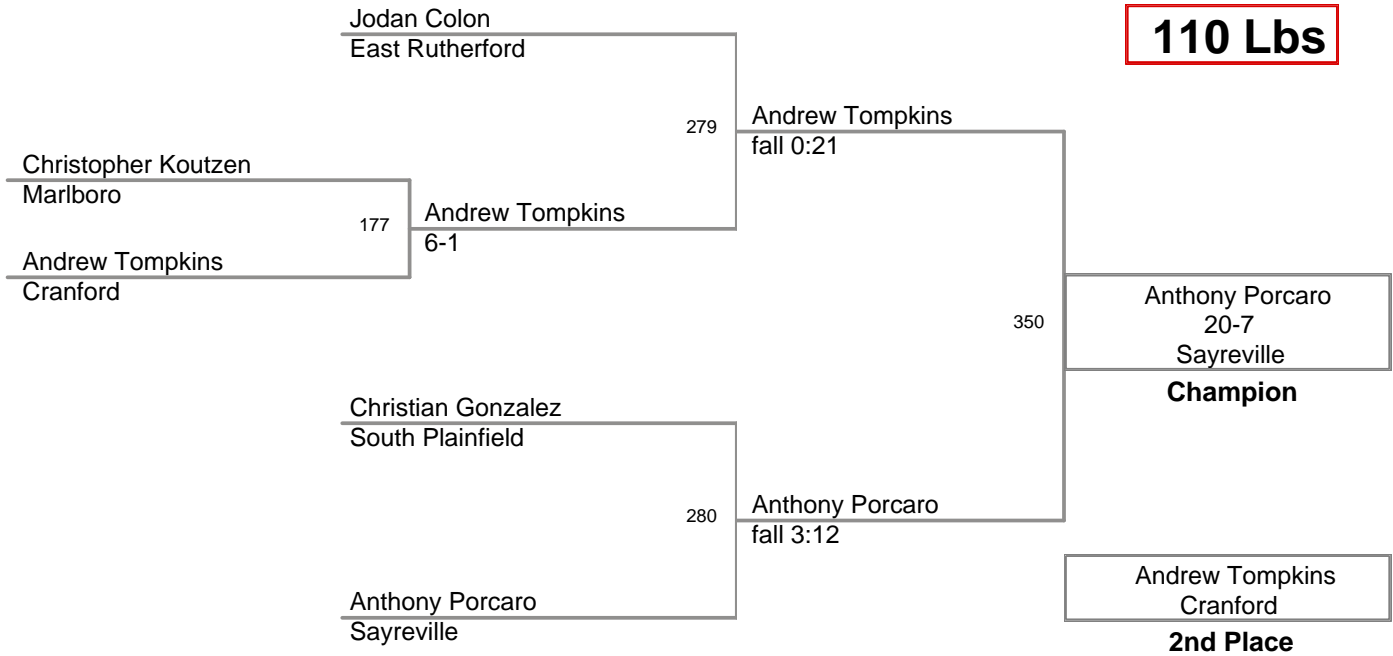 Jodan Colon
East Rutherford
110 Lbs
279
Andrew Tompkins
fall 0:21
Christopher Koutzen
Marlboro
177
Andrew Tompkins
6-1
Andrew Tompkins
Cranford
350
Anthony Porcaro
20-7
Sayreville
Champion
Christian Gonzalez
South Plainfield
280
Anthony Porcaro
fall 3:12
Anthony Porcaro
Sayreville
Andrew Tompkins
Cranford
2nd Place